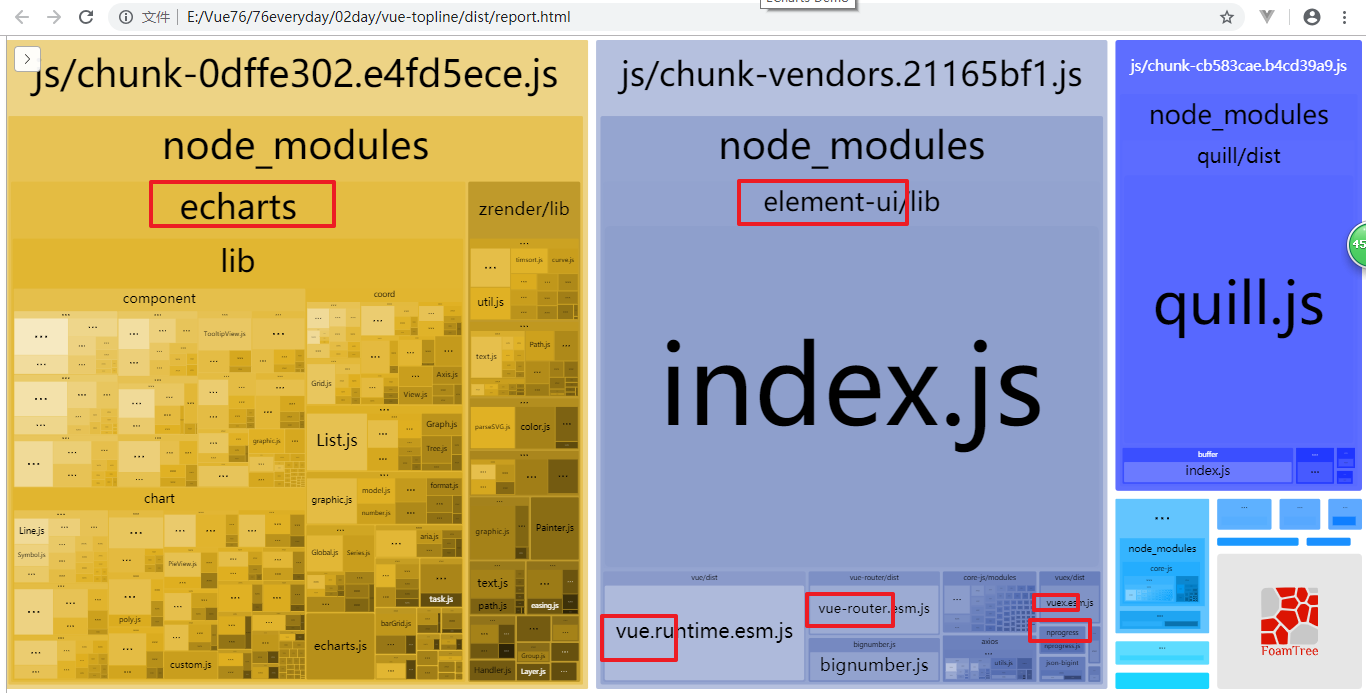 ECharts Demo
文件
E:/Vue76/76everyday/02day/vue-topline/dist/report.html
45
js/chunk-0dffe302.e4fd5ece.js
node_modules
echarts
lib
component
...
TooltipView.js
graphic.js
chart
Line.js
Symbol.js
PieView.js
poly.js
custom.js
coord
Grid.js
Axis.js
View.js
List.js
Graph.js
Tree.js
graphic.js
model.js
number.js
format.js
Global.js
Series.js
aria.js
task.js
echarts.js
barGrid.js
zrender/lib
timsort.js
curve.js
util.js
text.js
Path.js
parseSVG.js
color.js
graphic.js
Painter.js
text.js
path.js
easing.js
Group.js
Handler.js
Layer.js
js/chunk-vendors.21165bf1.js
node_modules
element-ui/lib
index.js
vue/dist
vue.runtime.esm.js
vue-router/dist
vue-router.esm.js
bignumber.js
bignumber.js
core-js/modules
axios
utils.js
vuex/dist
vuex.esm.js
nprogress
nprogress.js
json-bigint
js/chunk-cb583cae.b4cd39a9.js
node_modules
quill/dist
quill.js
buffer
index.js
...
node_modules
core-js
FoamTree